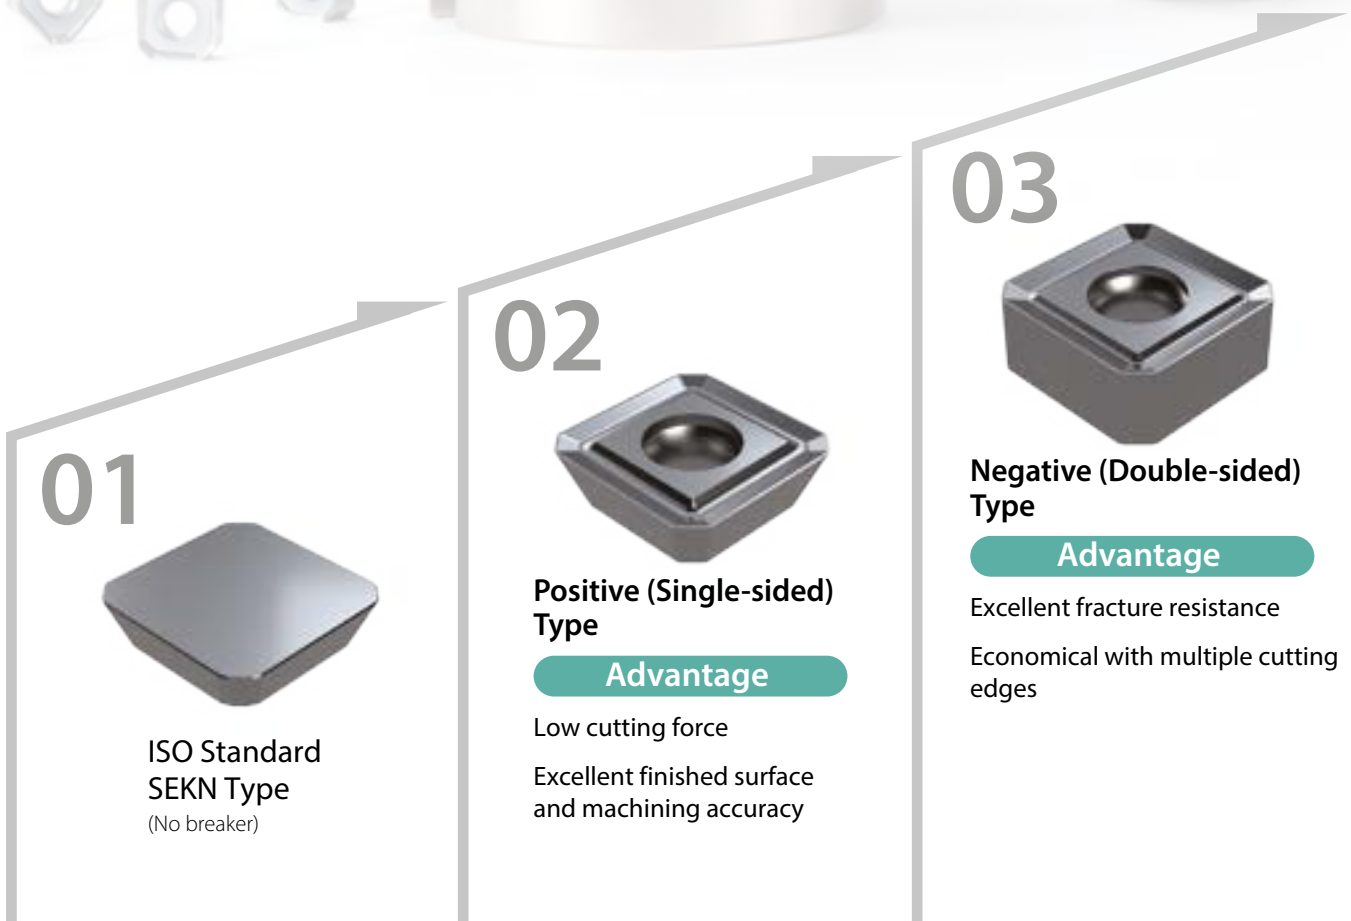 01
ISO Standard
SEKN Type
(No breaker)
02
Positive (Single-sided)
Type
Advantage
Low cutting force
Excellent finished surface
and machining accuracy
03
Negative (Double-sided)
Type
Advantage
Excellent fracture resistance
Economical with multiple cutting
edges